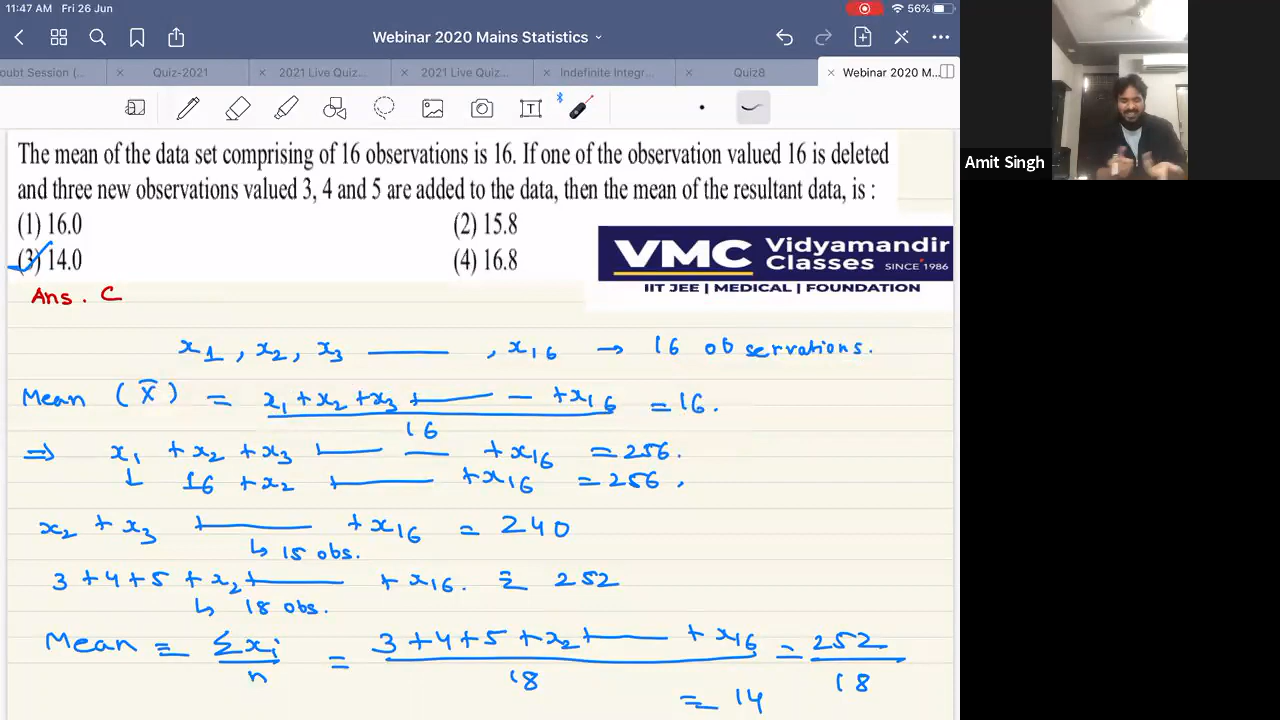 11:47 AM Fri 26 Jun
56%
Webinar 2020 Mains Statistics
oubt Session (...
Quiz-2021
2021 Live Quiz...
2021 Live Quiz...
Indefinite Integr...
Quiz8
Webinar 2020 M...
The mean of the data set comprising of 16 observations is 16. If one of the observation valued 16 is deleted
and three new observations valued 3, 4 and 5 are added to the data, then the mean of the resultant data, is :
(1) 16.0 (2) 15.8
(3) 14.0 (4) 16.8
VMC Vidyamandir Classes SINCE 1986
IIT JEE | MEDICAL | FOUNDATION
Ans. C
x1, x2, x3 ——— , x16 → 16 observations.
Mean (X̄) = x1 + x2 + x3 + ——— — + x16 / 16 = 16.
⇒ x1 + x2 + x3 + ——— — + x16 = 256.
↓ 16 + x2 + ——— + x16 = 256,
x2 + x3 + ——— + x16 = 240
↳ 15 obs.
3 + 4 + 5 + x2 + ——— + x16. = 252
↳ 18 obs.
Mean = Σxi / n = 3 + 4 + 5 + x2 + —— + x16 / 18 = 252 / 18
= 14
Amit Singh